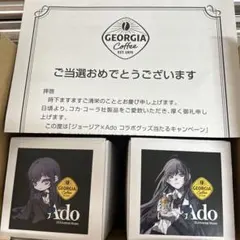 GEORGIA
Coffee
EST. 1975
ご当選おめでとうございます
拝啓
時下ますますご清栄のこととお慶び申し上げます。
日頃より、コカ・コーラ社製品をご愛飲いただき、厚く御礼申し上げます。
この度は「ジョージア×Ado コラボグッズ当たるキャンペーン」
GEORGIA
Ado
GEORGIA
Ado